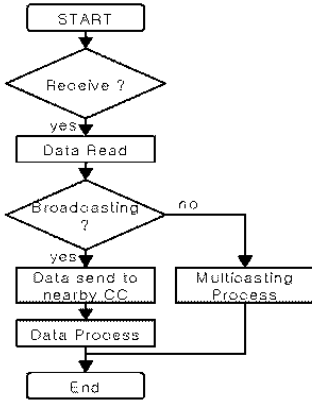 START
Receive ?
yes
Data Read
Broadcasting
?
no
yes
Data send to
nearby CC
Multicasting
Process
Data Process
End